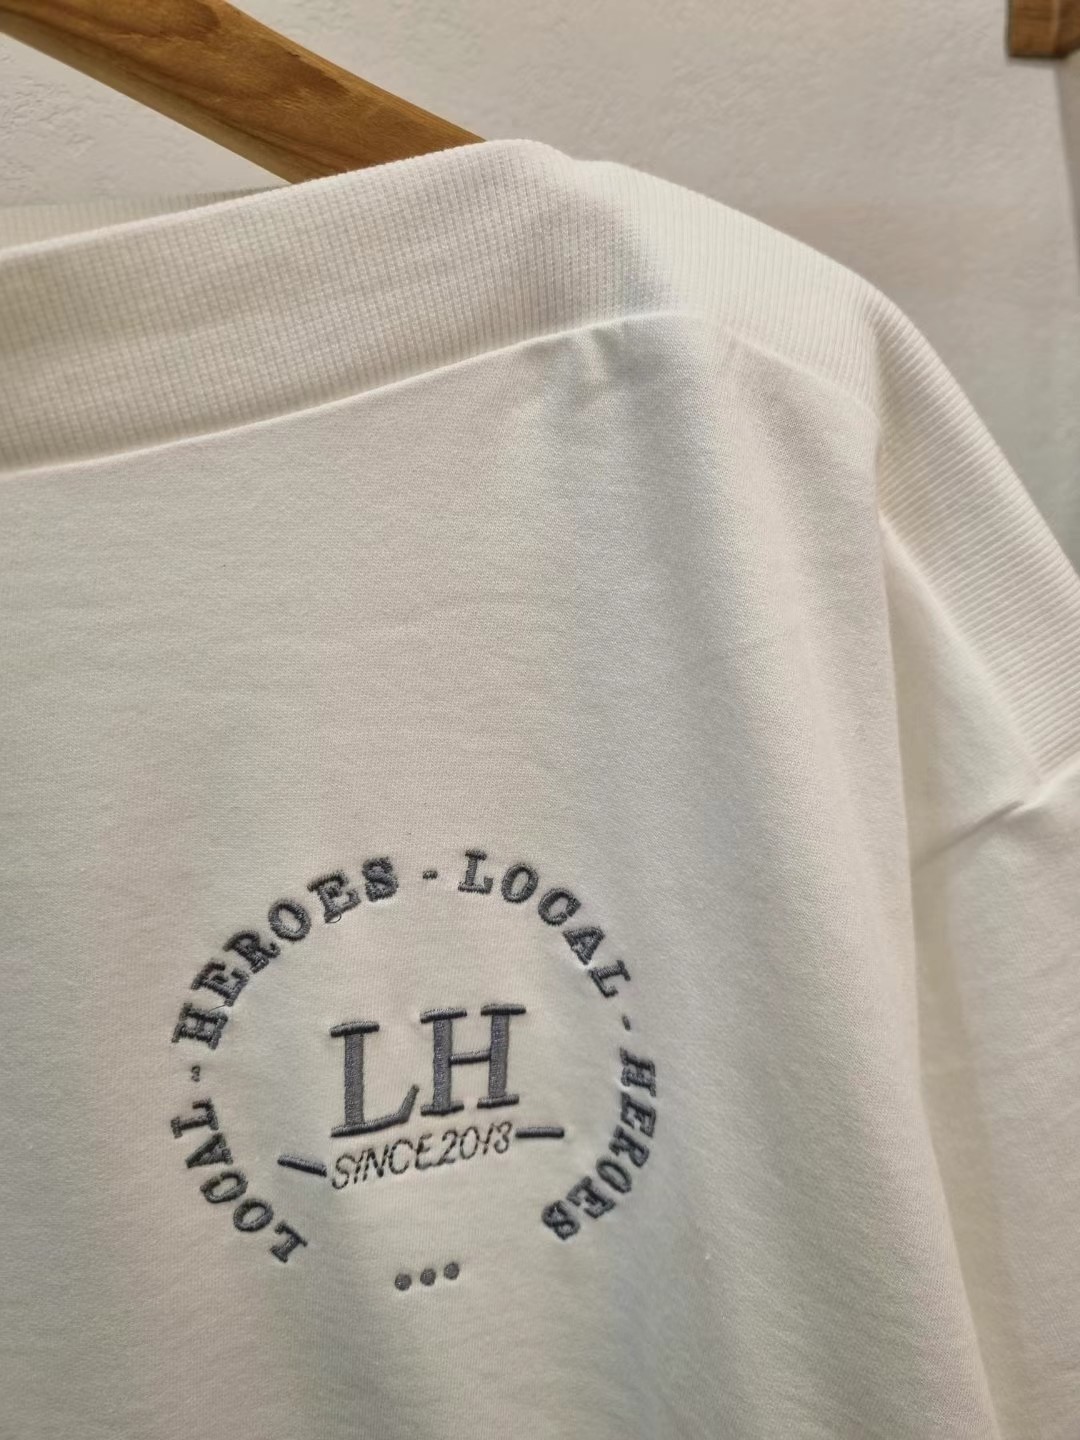 LOCAL - HEROES - LOCAL - HEROES
LH
SINCE 2013